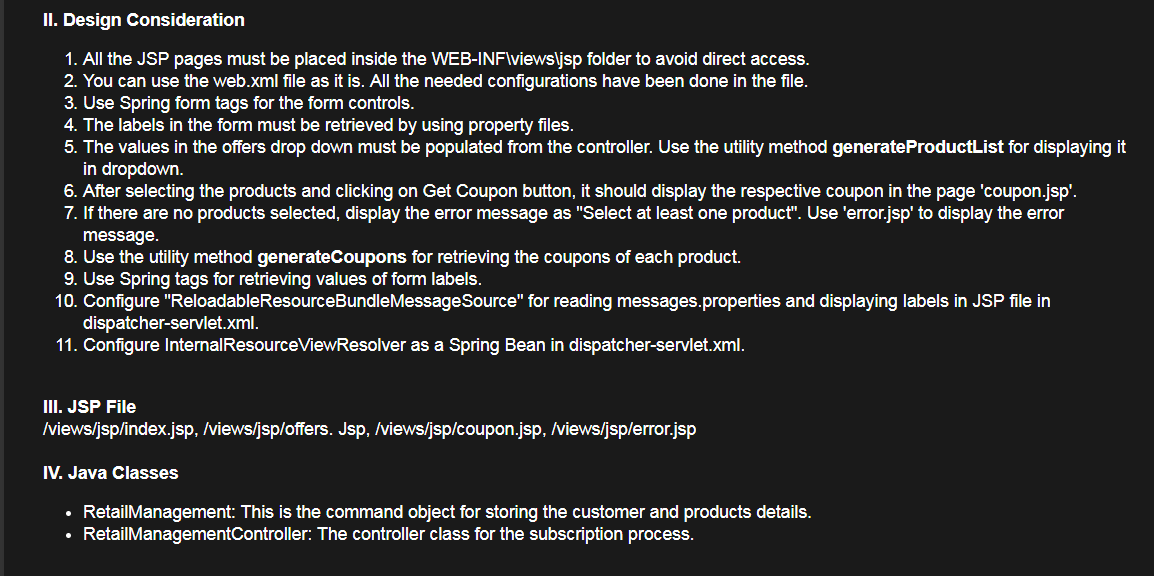 II. Design Consideration
1. All the JSP pages must be placed inside the WEB-INF\views\jsp folder to avoid direct access.
2. You can use the web.xml file as it is. All the needed configurations have been done in the file.
3. Use Spring form tags for the form controls.
4. The labels in the form must be retrieved by using property files.
5. The values in the offers drop down must be populated from the controller. Use the utility method generateProductList for displaying it
in dropdown.
6. After selecting the products and clicking on Get Coupon button, it should display the respective coupon in the page 'coupon.jsp'.
7. If there are no products selected, display the error message as "Select at least one product". Use 'error.jsp' to display the error
message.
8. Use the utility method generateCoupons for retrieving the coupons of each product.
9. Use Spring tags for retrieving values of form labels.
10. Configure "ReloadableResourceBundleMessageSource" for reading messages.properties and displaying labels in JSP file in
dispatcher-servlet.xml.
11. Configure InternalResourceViewResolver as a Spring Bean in dispatcher-servlet.xml.
III. JSP File
/views/jsp/index.jsp, /views/jsp/offers. Jsp, /views/jsp/coupon.jsp, /views/jsp/error.jsp
IV. Java Classes
• RetailManagement: This is the command object for storing the customer and products details.
• RetailManagementController: The controller class for the subscription process.